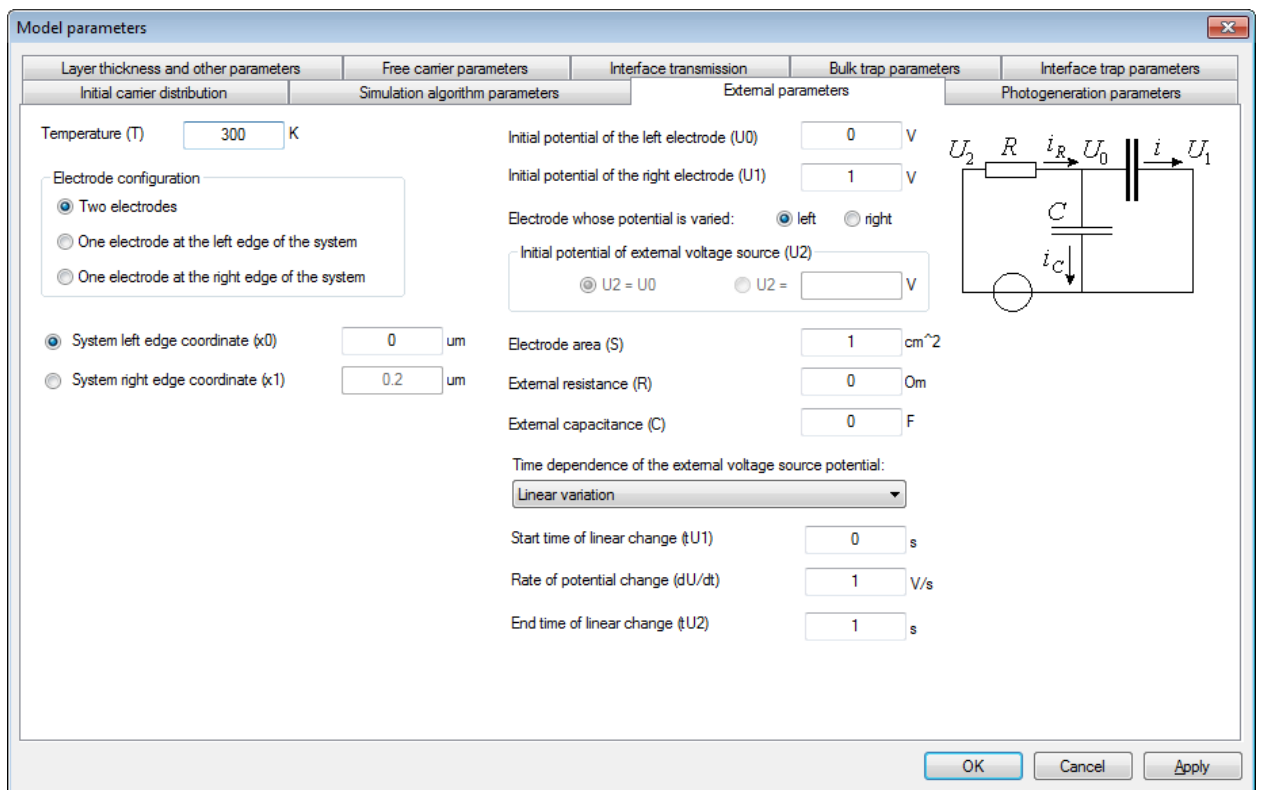 Model parameters
Layer thickness and other parameters
Free carrier parameters
Interface transmission
Bulk trap parameters
Interface trap parameters
Initial carrier distribution
Simulation algorithm parameters
External parameters
Photogeneration parameters
Temperature (T) 300 K
Electrode configuration
Two electrodes
One electrode at the left edge of the system
One electrode at the right edge of the system
System left edge coordinate (x0) 0 um
System right edge coordinate (x1) 0.2 um
Initial potential of the left electrode (U0) 0 V
Initial potential of the right electrode (U1) 1 V
Electrode whose potential is varied: left right
Initial potential of external voltage source (U2)
U2 = U0 U2 = V
Electrode area (S) 1 cm^2
External resistance (R) 0 Om
External capacitance (C) 0 F
Time dependence of the external voltage source potential:
Linear variation
Start time of linear change (tU1) 0 s
Rate of potential change (dU/dt) 1 V/s
End time of linear change (tU2) 1 s
U2 R iR U0 i U1
C
iC
OK Cancel Apply